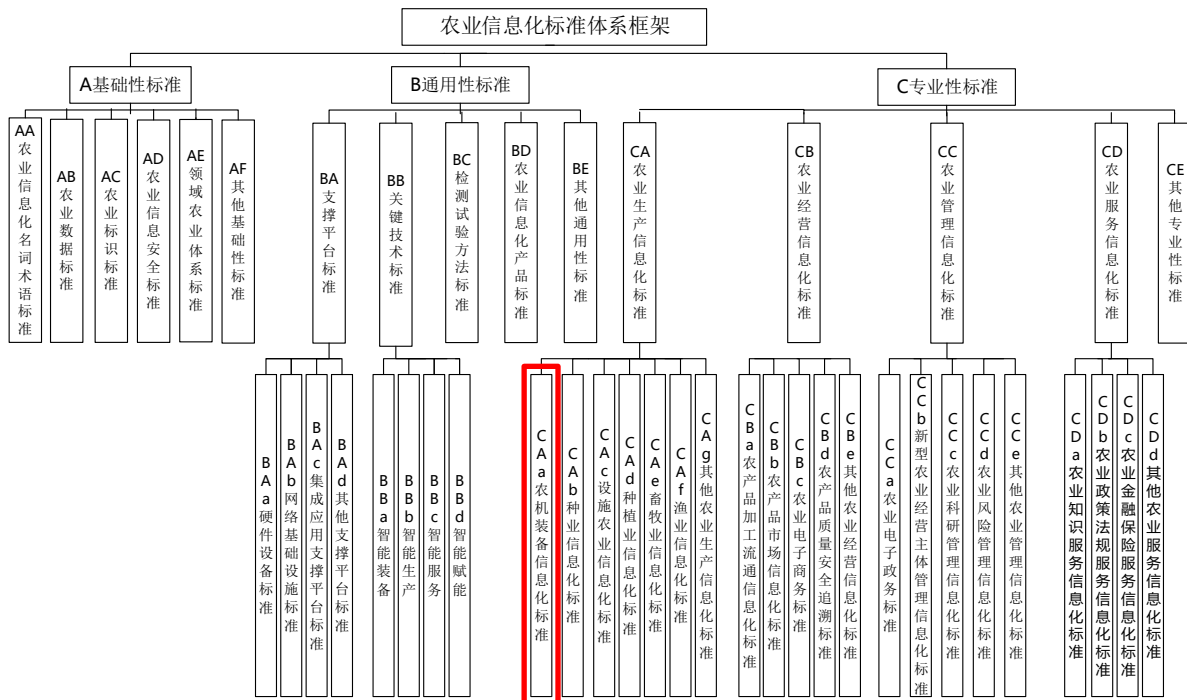 农业信息化标准体系框架
A基础性标准
B通用性标准
C专业性标准
AA农业信息化名词术语标准
AB农业数据标准
AC农业标识标准
AD农业信息安全标准
AE领域农业体系标准
AF其他基础性标准
BA支撑平台标准
BB关键技术标准
BC检测试验方法标准
BD农业信息化产品标准
BE其他通用性标准
CA农业生产信息化标准
CB农业经营信息化标准
CC农业管理信息化标准
CD农业服务信息化标准
CE其他专业性标准
BAa硬件设备标准
BAb网络基础设施标准
BAc集成应用支撑平台标准
BAd其他支撑平台标准
BBa智能装备
BBb智能生产
BBc智能服务
BBd智能赋能
CAa农机装备信息化标准
CAb种业信息化标准
CAc设施农业信息化标准
CAd种植业信息化标准
CAe畜牧业信息化标准
CAf渔业信息化标准
CAg其他农业生产信息化标准
CBa农产品加工流通信息化标准
CBb农产品市场信息化标准
CBc农业电子商务标准
CBd农产品质量安全追溯标准
CBe其他农业经营信息化标准
CCa农业电子政务标准
CCb新型农业经营主体管理信息化标准
CCc农业科研管理信息化标准
CCd农业风险管理信息化标准
CCe其他农业管理信息化标准
CDa农业知识服务信息化标准
CDb农业政策法规服务信息化标准
CDc农业金融保险服务信息化标准
CDd其他农业服务信息化标准